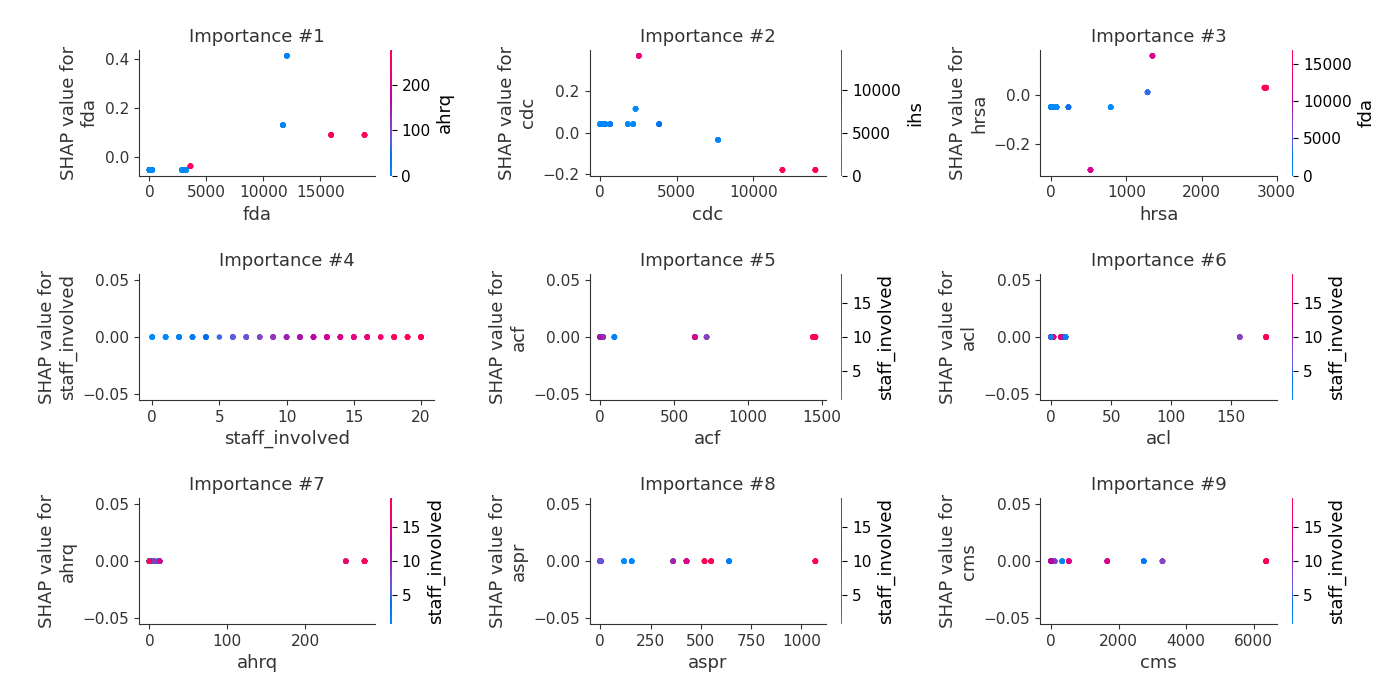 Importance #1
SHAP value for
fda
0.4
0.2
0.0
0
5000
10000
15000
fda
200
100
0
ahrq
Importance #2
SHAP value for
cdc
0.2
0.0
−0.2
0
5000
10000
cdc
10000
5000
0
ihs
Importance #3
SHAP value for
hrsa
0.0
−0.2
0
1000
2000
3000
hrsa
15000
10000
5000
0
fda
Importance #4
SHAP value for
staff_involved
0.05
0.00
−0.05
0
5
10
15
20
staff_involved
Importance #5
SHAP value for
acf
0.05
0.00
−0.05
0
500
1000
1500
acf
15
10
5
staff_involved
Importance #6
SHAP value for
acl
0.05
0.00
−0.05
0
50
100
150
acl
15
10
5
staff_involved
Importance #7
SHAP value for
ahrq
0.05
0.00
−0.05
0
100
200
ahrq
15
10
5
staff_involved
Importance #8
SHAP value for
aspr
0.05
0.00
−0.05
0
250
500
750
1000
aspr
15
10
5
staff_involved
Importance #9
SHAP value for
cms
0.05
0.00
−0.05
0
2000
4000
6000
cms
15
10
5
staff_involved